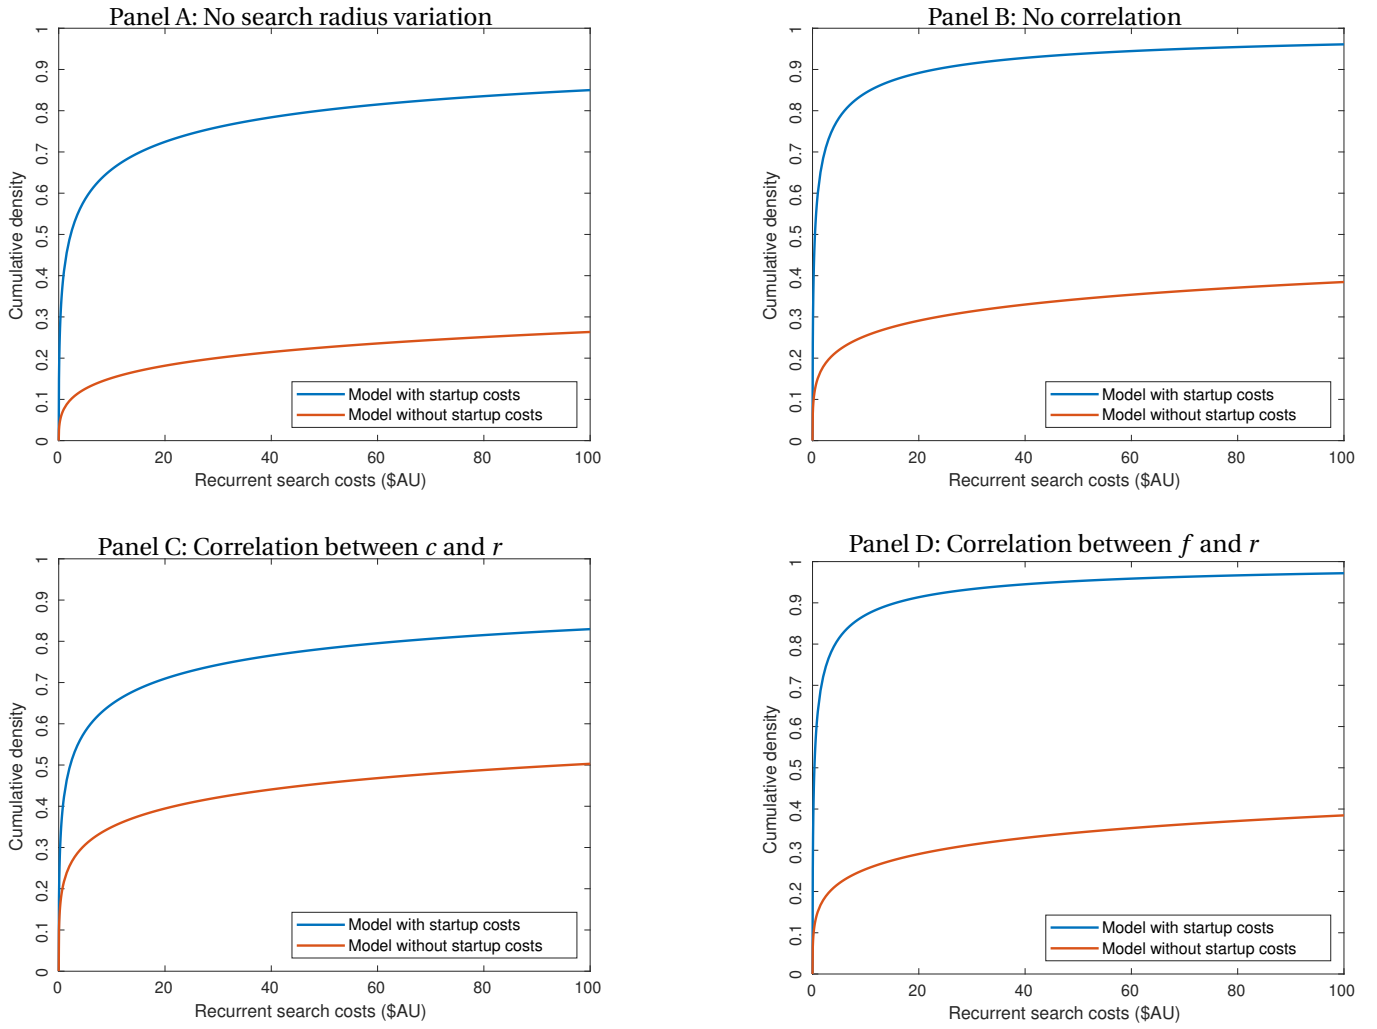 Panel A: No search radius variation
1
0.9
0.8
0.7
0.6
0.5
0.4
0.3
0.2
0.1
0
Cumulative density
Model with startup costs
Model without startup costs
0 20 40 60 80 100
Recurrent search costs ($AU)
Panel B: No correlation
1
0.9
0.8
0.7
0.6
0.5
0.4
0.3
0.2
0.1
0
Cumulative density
Model with startup costs
Model without startup costs
0 20 40 60 80 100
Recurrent search costs ($AU)
Panel C: Correlation between c and r
1
0.9
0.8
0.7
0.6
0.5
0.4
0.3
0.2
0.1
0
Cumulative density
Model with startup costs
Model without startup costs
0 20 40 60 80 100
Recurrent search costs ($AU)
Panel D: Correlation between f and r
1
0.9
0.8
0.7
0.6
0.5
0.4
0.3
0.2
0.1
0
Cumulative density
Model with startup costs
Model without startup costs
0 20 40 60 80 100
Recurrent search costs ($AU)